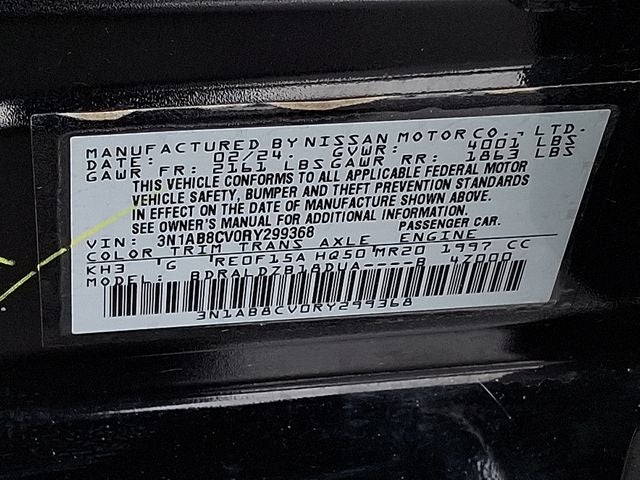 MANUFACTURED BY NISSAN MOTOR CO., LTD.
DATE: 02/24. GVWR: 4001 LBS
GAWR FR: 2161 LBS GAWR RR: 1863 LBS
THIS VEHICLE CONFORMS TO ALL APPLICABLE FEDERAL MOTOR
VEHICLE SAFETY, BUMPER AND THEFT PREVENTION STANDARDS
IN EFFECT ON THE DATE OF MANUFACTURE SHOWN ABOVE.
SEE OWNER'S MANUAL FOR ADDITIONAL INFORMATION.
VIN: 3N1AB8CV0RY299368 PASSENGER CAR.
COLOR TRIM TRANS AXLE ENGINE
KH3 G RE0F15A HQ50 MR20 1997 CC
MODEL: BDRALDZB18DUA----B 4Z000
3N1AB8CV0RY299368